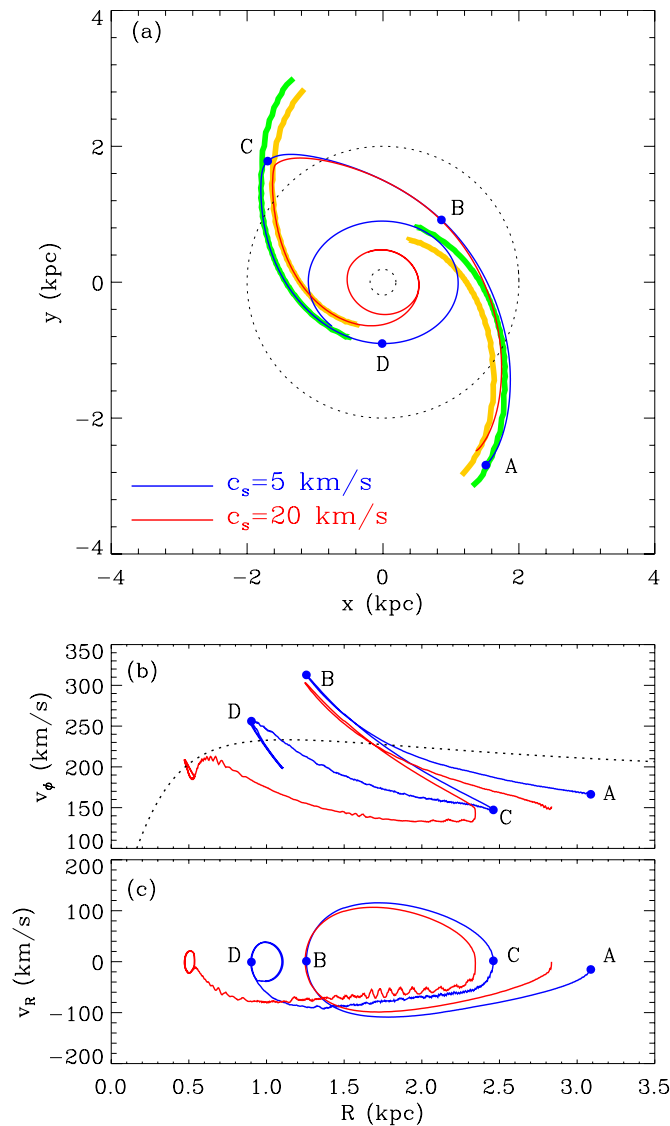 (a)
4
2
0
−2
−4
y (kpc)
C
B
D
A
c_s=5 km/s
c_s=20 km/s
−4
−2
0
2
4
x (kpc)
(b)
350
300
250
200
150
100
v_ϕ (km/s)
B
D
C
A
(c)
200
100
0
-100
-200
v_R (km/s)
D
B
C
A
0.0 0.5 1.0 1.5 2.0 2.5 3.0 3.5
R (kpc)